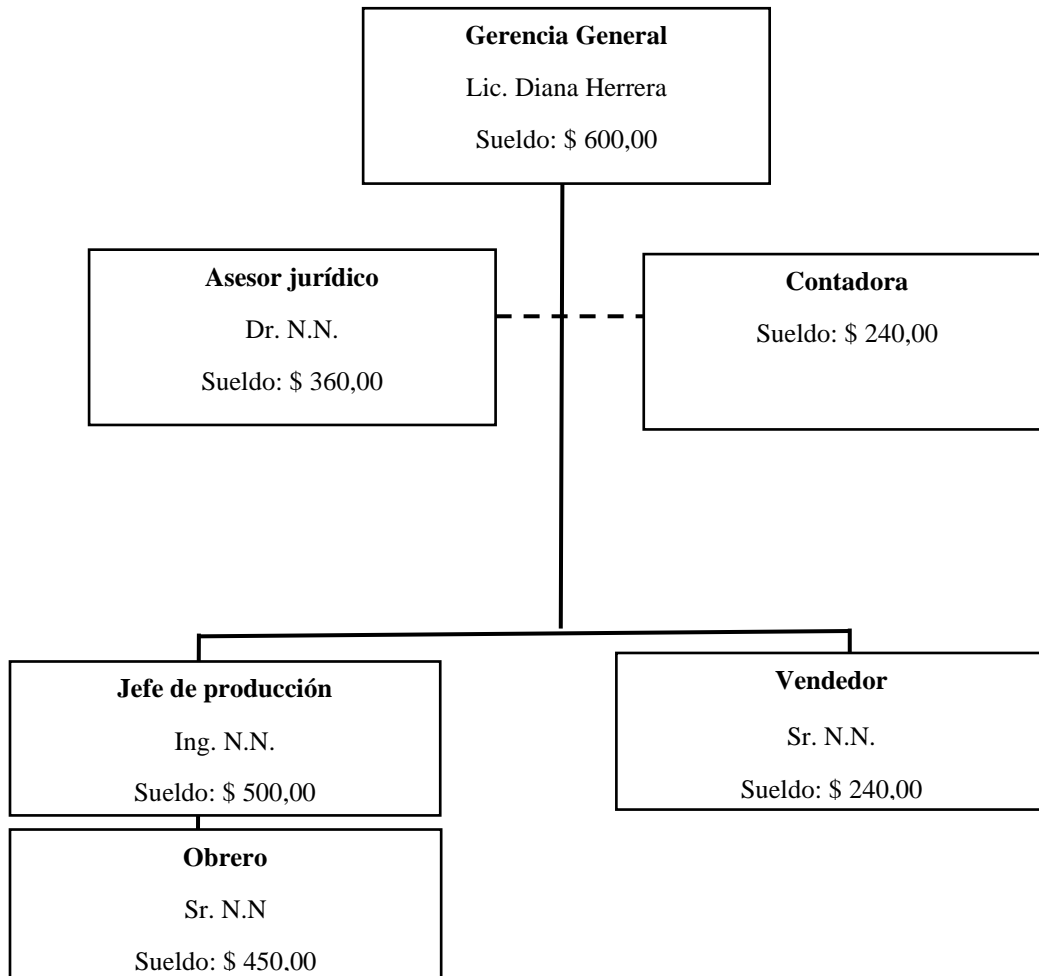 Gerencia General
Lic. Diana Herrera
Sueldo: $ 600,00
Asesor jurídico
Dr. N.N.
Sueldo: $ 360,00
Contadora
Sueldo: $ 240,00
Jefe de producción
Ing. N.N.
Sueldo: $ 500,00
Vendedor
Sr. N.N.
Sueldo: $ 240,00
Obrero
Sr. N.N
Sueldo: $ 450,00